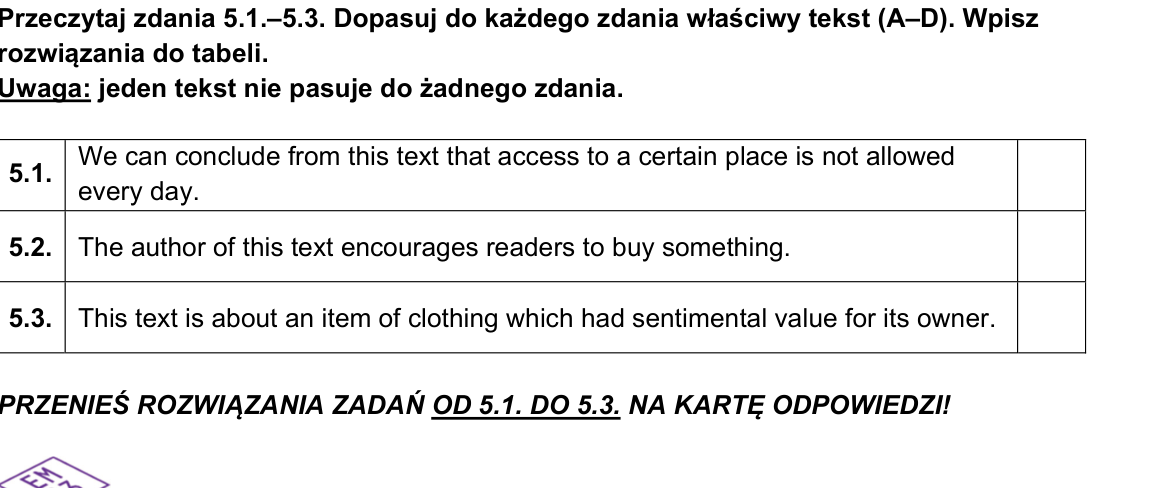 Przeczytaj zdania 5.1.–5.3. Dopasuj do każdego zdania właściwy tekst (A–D). Wpisz
rozwiązania do tabeli.
Uwaga: jeden tekst nie pasuje do żadnego zdania.
5.1. We can conclude from this text that access to a certain place is not allowed
every day.
5.2. The author of this text encourages readers to buy something.
5.3. This text is about an item of clothing which had sentimental value for its owner.
PRZENIEŚ ROZWIĄZANIA ZADAŃ OD 5.1. DO 5.3. NA KARTĘ ODPOWIEDZI!